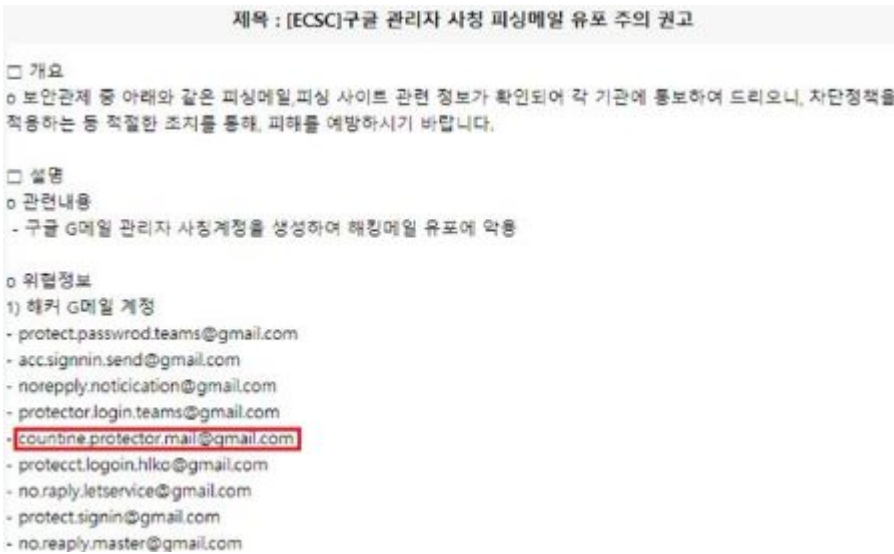 제목 : [ECSC]구글 관리자 사칭 피싱메일 유포 주의 권고
□ 개요
o 보안관제 중 아래와 같은 피싱메일,피싱 사이트 관련 정보가 확인되어 각 기관에 통보하여 드리오니, 차단정책을
적용하는 등 적절한 조치를 통해, 피해를 예방하시기 바랍니다.
□ 설명
o 관련내용
- 구글 G메일 관리자 사칭계정을 생성하여 해킹메일 유포에 악용
o 위협정보
1) 해커 G메일 계정
- protect.passwrod.teams@gmail.com
- acc.signnin.send@gmail.com
- norepply.noticication@gmail.com
- protector.login.teams@gmail.com
- countine.protector.mail@gmail.com
- protecct.logoin.hlko@gmail.com
- no.raply.letservice@gmail.com
- protect.signin@gmail.com
- no.reaply.master@gmail.com